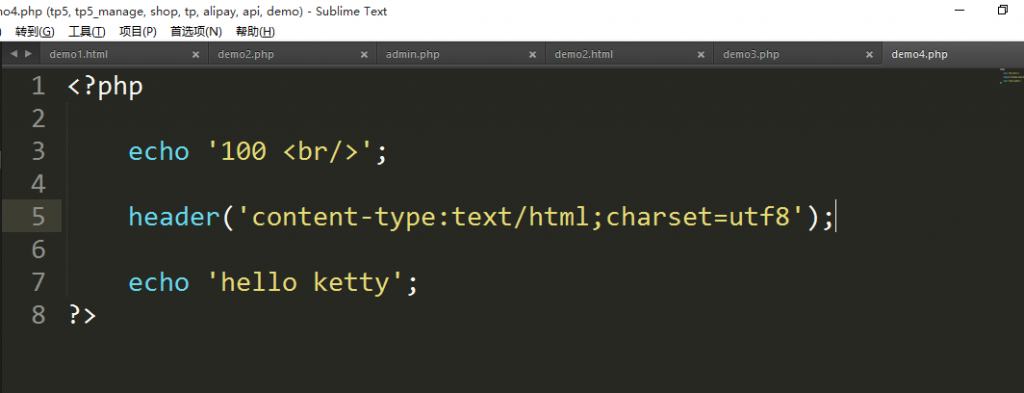 no4.php (tp5, tp5_manage, shop, tp, alipay, api, demo) - Sublime Text
) 转到(G) 工具(T) 项目(P) 首选项(N) 帮助(H)
demo1.html × demo2.php × admin.php × demo2.html × demo3.php × demo4.php
1 <?php
2
3 echo '100 <br/>';
4
5 header('content-type:text/html;charset=utf8');
6
7 echo 'hello ketty';
8 ?>